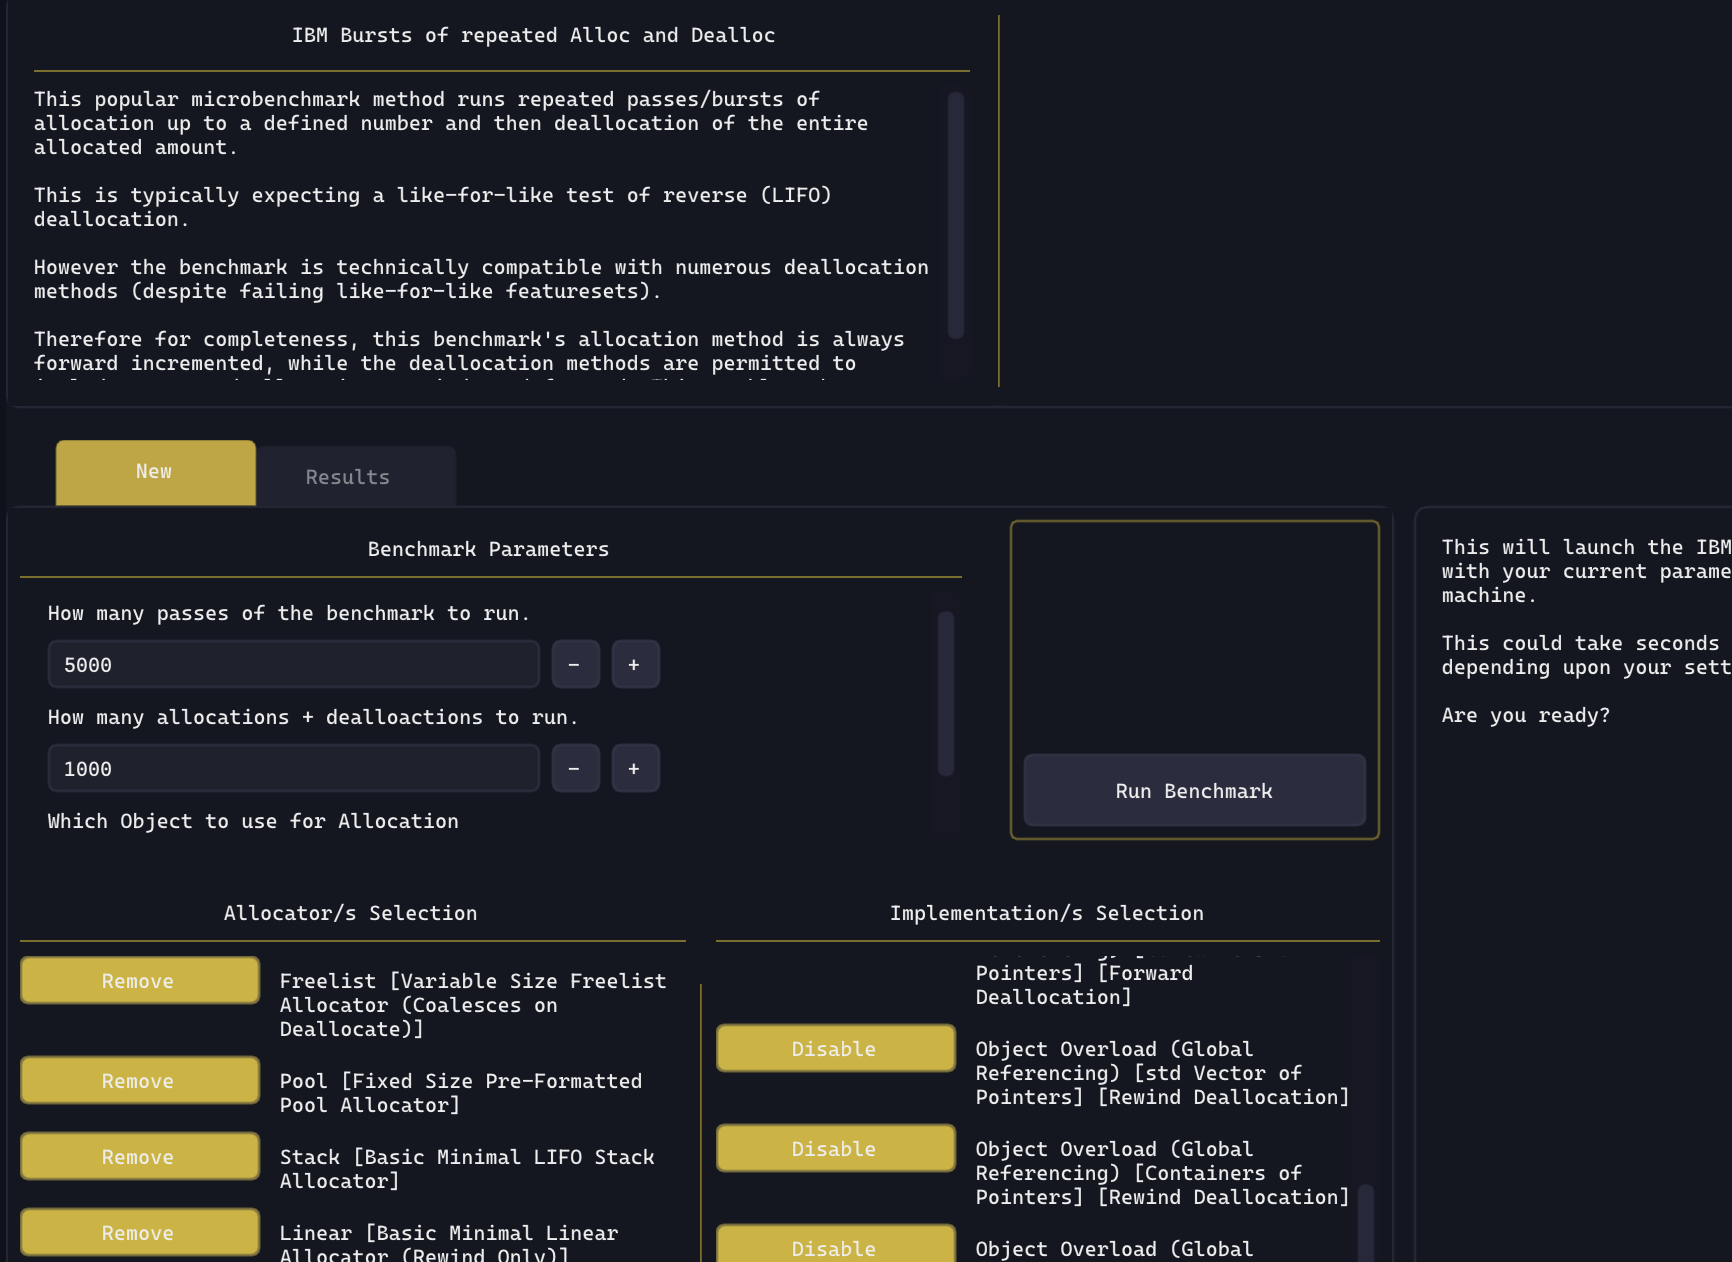 IBM Bursts of repeated Alloc and Dealloc
This popular microbenchmark method runs repeated passes/bursts of
allocation up to a defined number and then deallocation of the entire
allocated amount.
This is typically expecting a like-for-like test of reverse (LIFO)
deallocation.
However the benchmark is technically compatible with numerous deallocation
methods (despite failing like-for-like featuresets).
Therefore for completeness, this benchmark's allocation method is always
forward incremented, while the deallocation methods are permitted to
New
Results
Benchmark Parameters
How many passes of the benchmark to run.
5000
-
+
How many allocations + dealloactions to run.
1000
-
+
Which Object to use for Allocation
Run Benchmark
This will launch the IBM
with your current parame
machine.
This could take seconds
depending upon your sett
Are you ready?
Allocator/s Selection
Remove
Freelist [Variable Size Freelist
Allocator (Coalesces on
Deallocate)]
Remove
Pool [Fixed Size Pre-Formatted
Pool Allocator]
Remove
Stack [Basic Minimal LIFO Stack
Allocator]
Remove
Linear [Basic Minimal Linear
Allocator (Rewind Only)]
Implementation/s Selection
Pointers] [Forward
Deallocation]
Disable
Object Overload (Global
Referencing) [std Vector of
Pointers] [Rewind Deallocation]
Disable
Object Overload (Global
Referencing) [Containers of
Pointers] [Rewind Deallocation]
Disable
Object Overload (Global